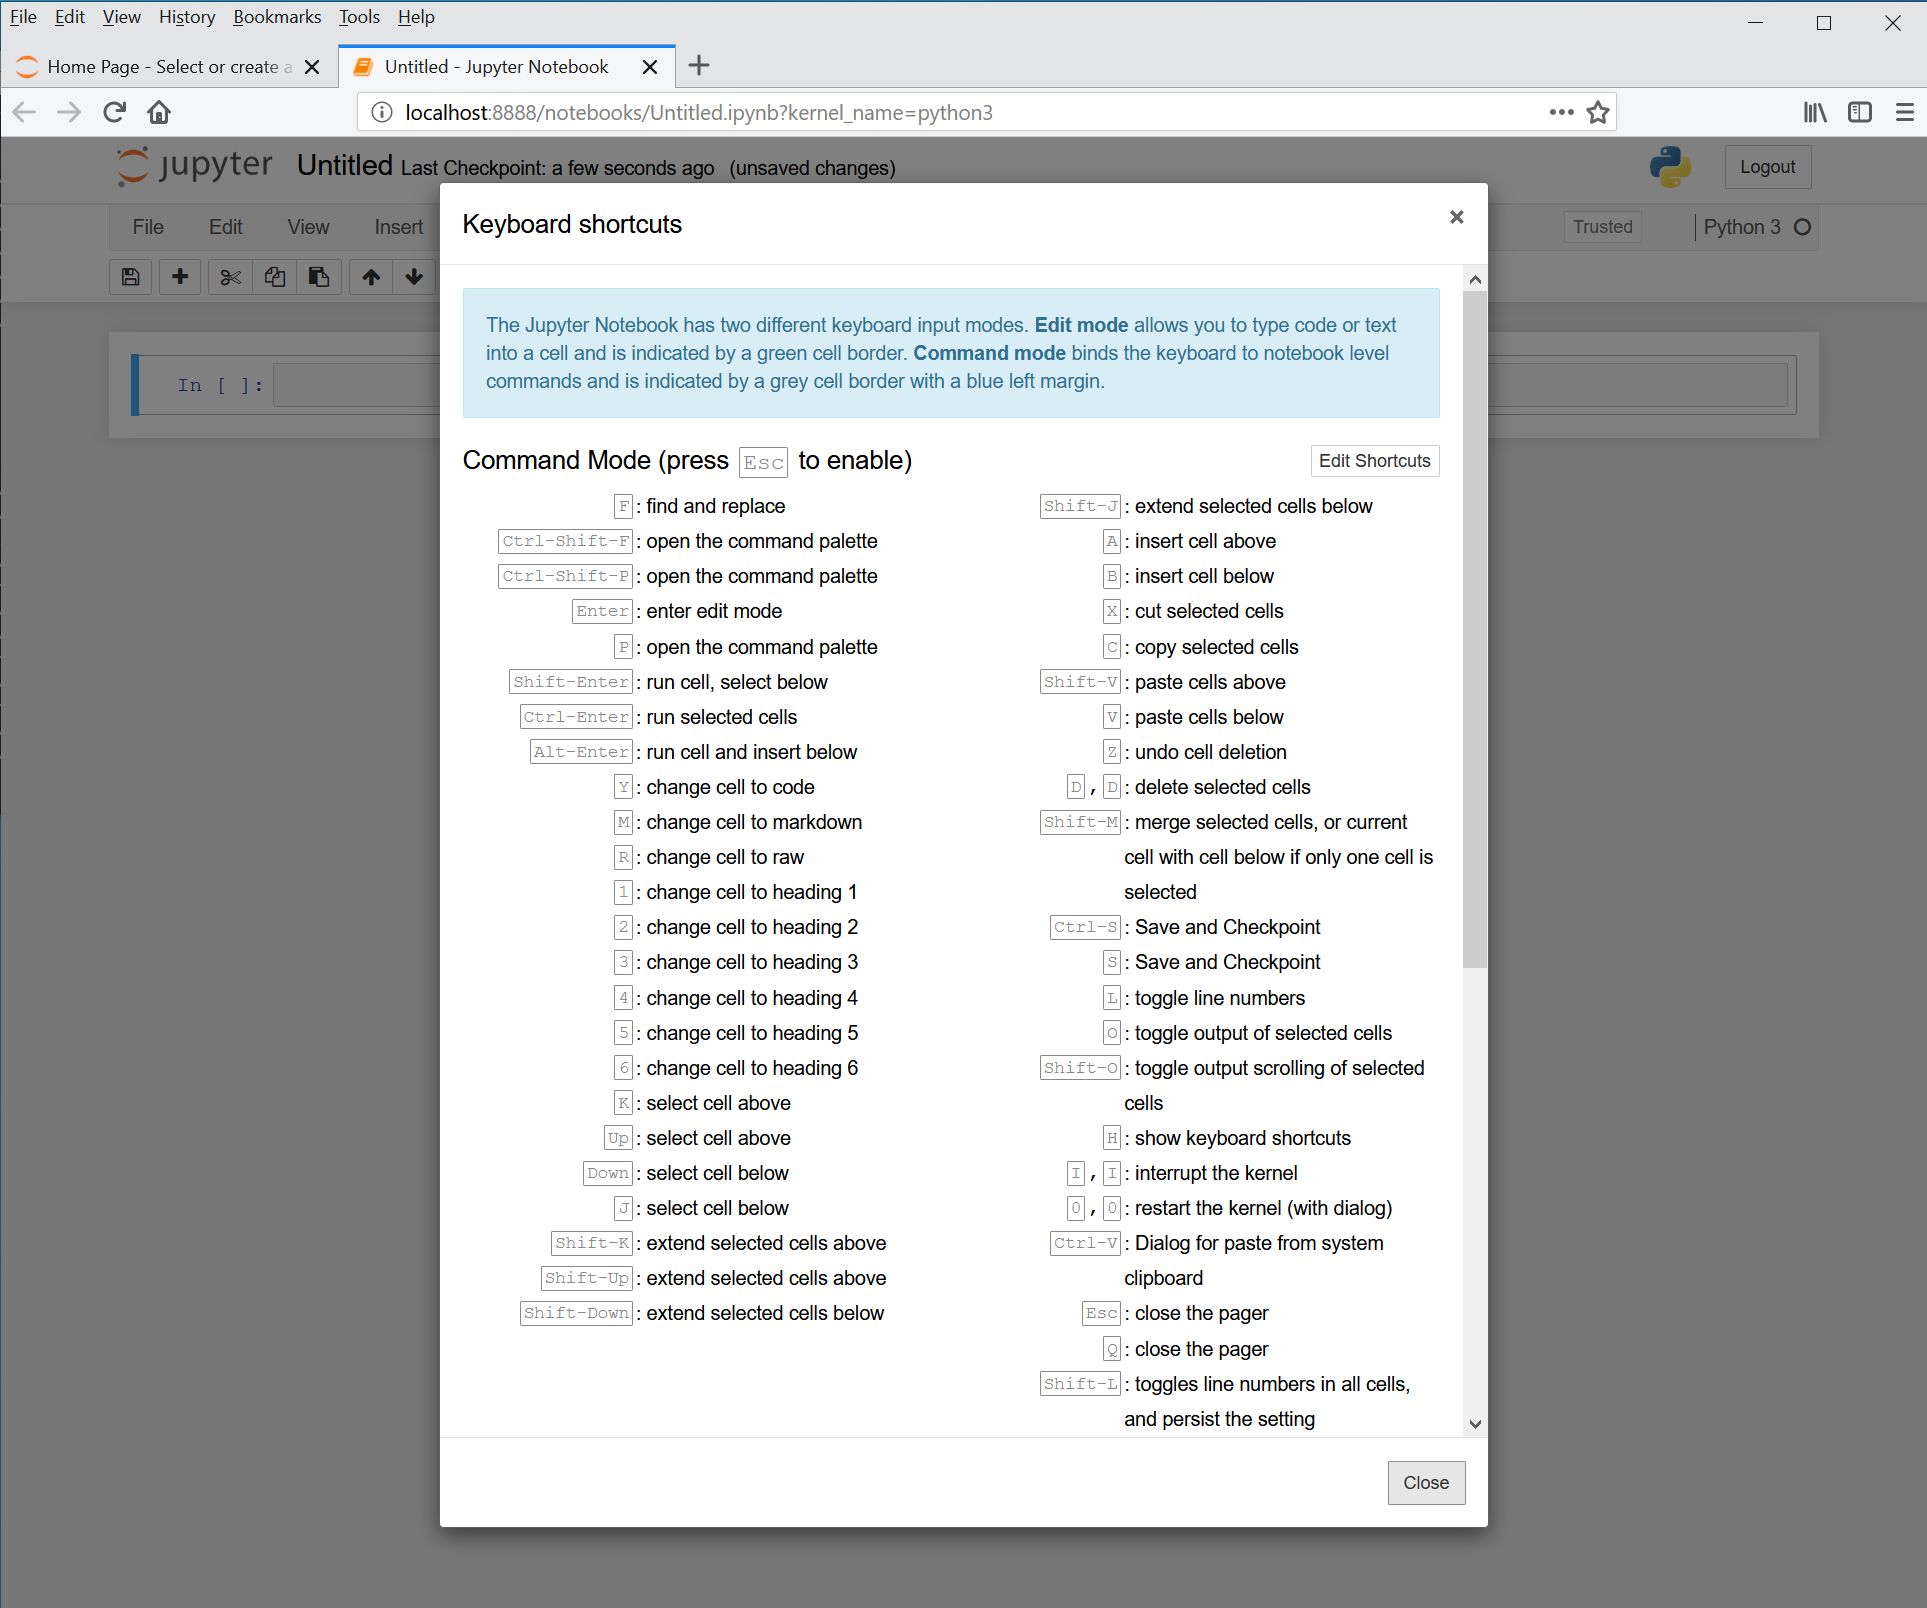 File Edit View History Bookmarks Tools Help
Home Page - Select or create a
Untitled - Jupyter Notebook
localhost:8888/notebooks/Untitled.ipynb?kernel_name=python3
jupyter Untitled Last Checkpoint: a few seconds ago (unsaved changes)
Logout
File Edit View Insert
Trusted
Python 3
In [ ]:
Keyboard shortcuts
The Jupyter Notebook has two different keyboard input modes. Edit mode allows you to type code or text
into a cell and is indicated by a green cell border. Command mode binds the keyboard to notebook level
commands and is indicated by a grey cell border with a blue left margin.
Command Mode (press Esc to enable)
Edit Shortcuts
F : find and replace
Ctrl-Shift-F : open the command palette
Ctrl-Shift-P : open the command palette
Enter : enter edit mode
P : open the command palette
Shift-Enter : run cell, select below
Ctrl-Enter : run selected cells
Alt-Enter : run cell and insert below
Y : change cell to code
M : change cell to markdown
R : change cell to raw
1 : change cell to heading 1
2 : change cell to heading 2
3 : change cell to heading 3
4 : change cell to heading 4
5 : change cell to heading 5
6 : change cell to heading 6
K : select cell above
Up : select cell above
Down : select cell below
J : select cell below
Shift-K : extend selected cells above
Shift-Up : extend selected cells above
Shift-Down : extend selected cells below
Shift-J : extend selected cells below
A : insert cell above
B : insert cell below
X : cut selected cells
C : copy selected cells
Shift-V : paste cells above
V : paste cells below
Z : undo cell deletion
D , D : delete selected cells
Shift-M : merge selected cells, or current
cell with cell below if only one cell is
selected
Ctrl-S : Save and Checkpoint
S : Save and Checkpoint
L : toggle line numbers
O : toggle output of selected cells
Shift-O : toggle output scrolling of selected
cells
H : show keyboard shortcuts
I , I : interrupt the kernel
0 , 0 : restart the kernel (with dialog)
Ctrl-V : Dialog for paste from system
clipboard
Esc : close the pager
Q : close the pager
Shift-L : toggles line numbers in all cells,
and persist the setting
Close